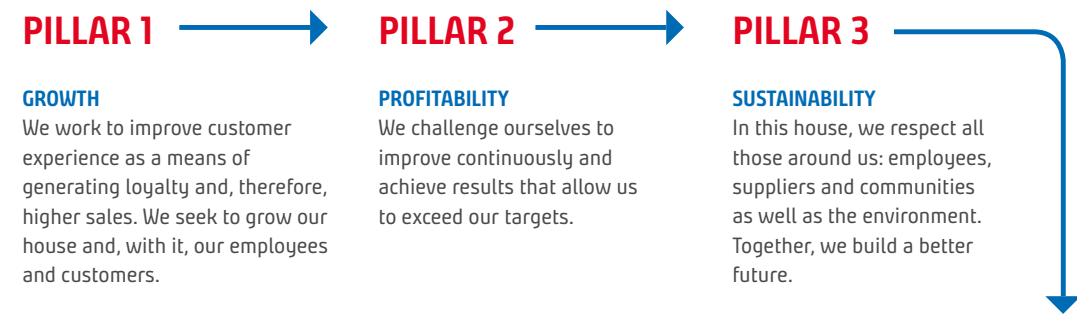 PILLAR 1
GROWTH
We work to improve customer
experience as a means of
generating loyalty and, therefore,
higher sales. We seek to grow our
house and, with it, our employees
and customers.
PILLAR 2
PROFITABILITY
We challenge ourselves to
improve continuously and
achieve results that allow us
to exceed our targets.
PILLAR 3
SUSTAINABILITY
In this house, we respect all
those around us: employees,
suppliers and communities
as well as the environment.
Together, we build a better
future.